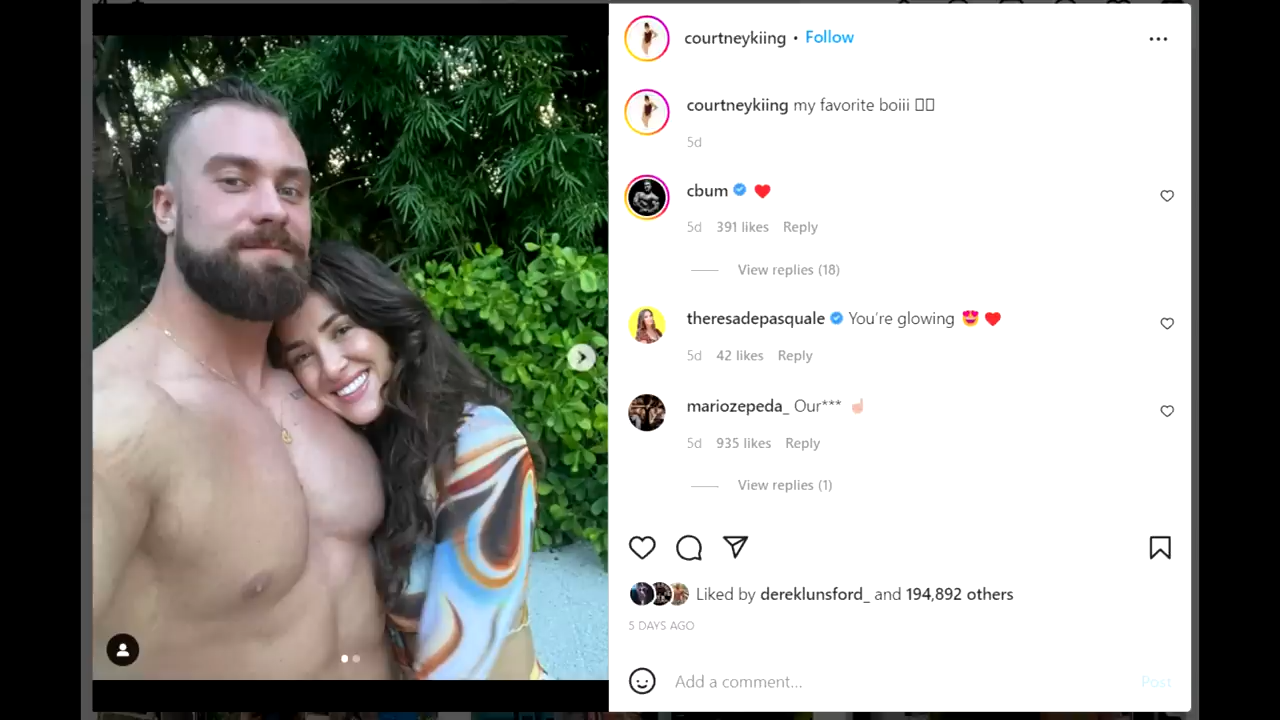 courtneykiing • Follow
courtneykiing my favorite boiii
5d
cbum ❤️
5d 391 likes Reply
View replies (18)
theresadepasquale You're glowing 😍❤️
5d 42 likes Reply
mariozepeda_ Our*** ☝🏻
5d 935 likes Reply
View replies (1)
Liked by dereklunsford_ and 194,892 others
5 DAYS AGO
Add a comment... Post